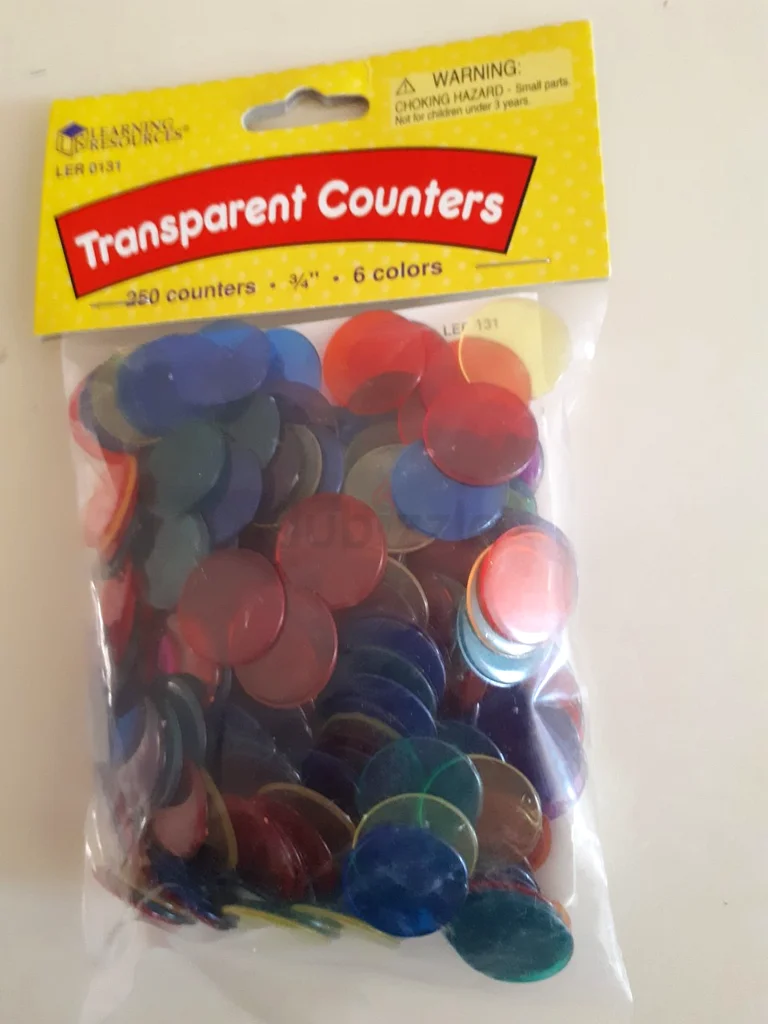 WARNING:
CHOKING HAZARD - Small parts.
Not for children under 3 years.
LEARNING
RESOURCES®
LER 0131
Transparent Counters
250 counters • ¾" • 6 colors
LER 131
dubizzle